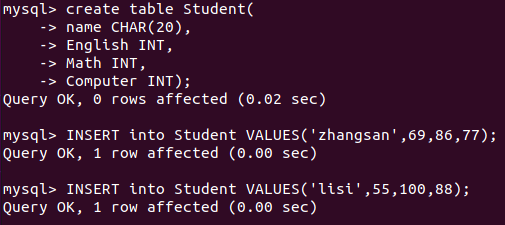 mysql> create table Student(
    -> name CHAR(20),
    -> English INT,
    -> Math INT,
    -> Computer INT);
Query OK, 0 rows affected (0.02 sec)
mysql> INSERT into Student VALUES('zhangsan',69,86,77);
Query OK, 1 row affected (0.00 sec)
mysql> INSERT into Student VALUES('lisi',55,100,88);
Query OK, 1 row affected (0.00 sec)